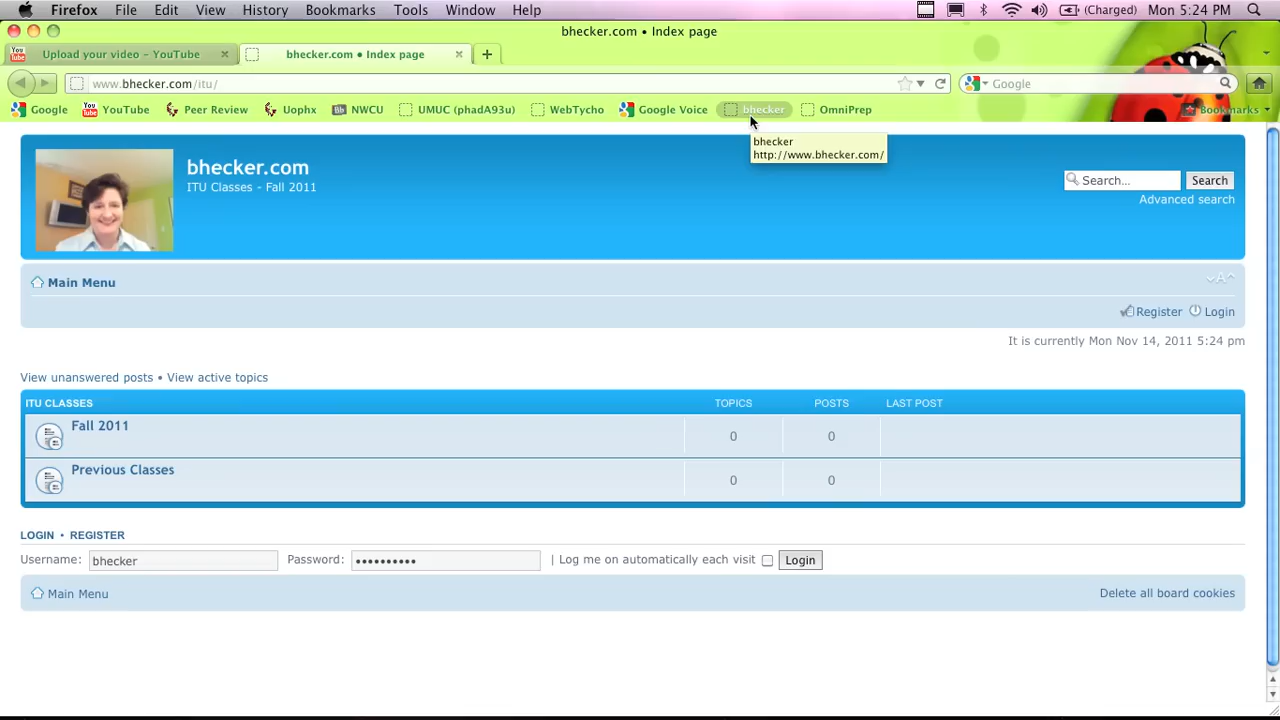 Firefox File Edit View History Bookmarks Tools Window Help (Charged) Mon 5:24 PM
bhecker.com • Index page
You Tube Upload your video – YouTube bhecker.com • Index page
www.bhecker.com/itu/ Google
Google YouTube Peer Review Uophx Bb NWCU UMUC (phadA93u) WebTycho Google Voice bhecker OmniPrep Bookmarks
bhecker
http://www.bhecker.com/
bhecker.com
ITU Classes - Fall 2011
Search... Search
Advanced search
Main Menu A
Register Login
It is currently Mon Nov 14, 2011 5:24 pm
View unanswered posts • View active topics
ITU CLASSES TOPICS POSTS LAST POST
Fall 2011 0 0
Previous Classes 0 0
LOGIN • REGISTER
Username: bhecker Password: •••••••••• | Log me on automatically each visit Login
Main Menu Delete all board cookies